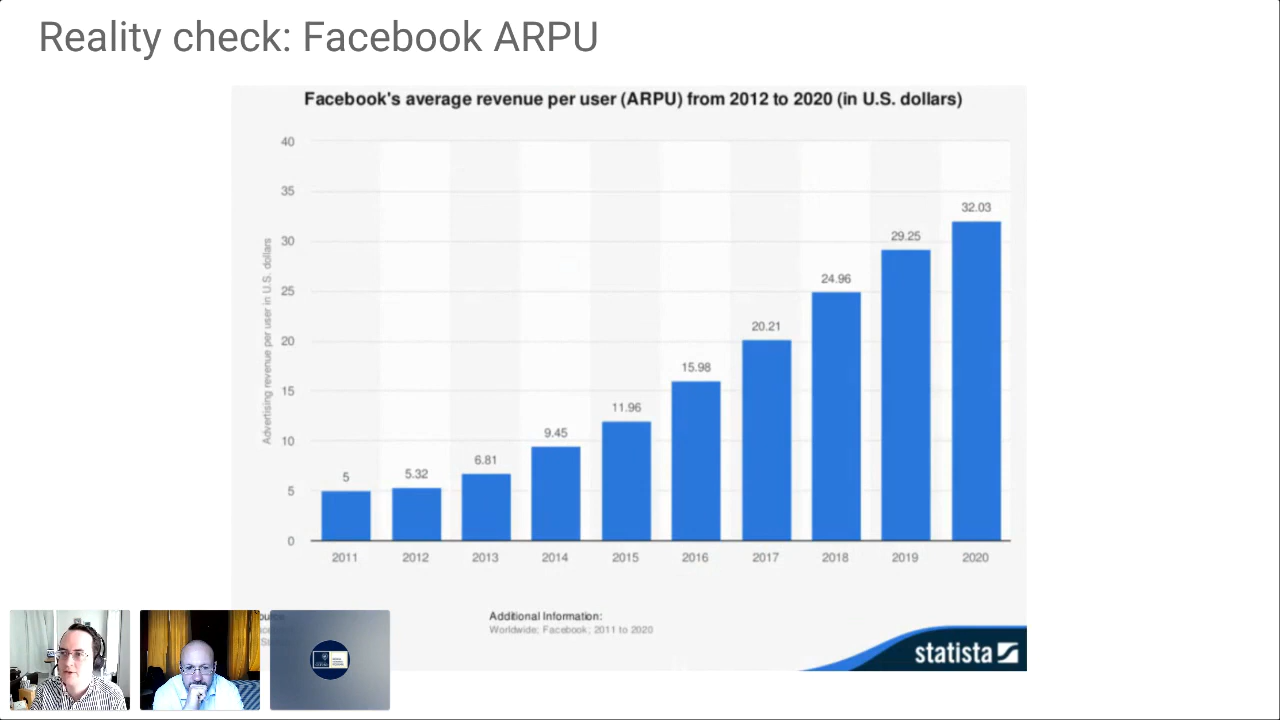 Reality check: Facebook ARPU
Facebook's average revenue per user (ARPU) from 2012 to 2020 (in U.S. dollars)
Advertising revenue per user in U.S. dollars
40
35
30
25
20
15
10
5
0
5
5.32
6.81
9.45
11.96
15.98
20.21
24.96
29.25
32.03
2011 2012 2013 2014 2015 2016 2017 2018 2019 2020
Additional Information:
Worldwide; Facebook; 2011 to 2020
statista